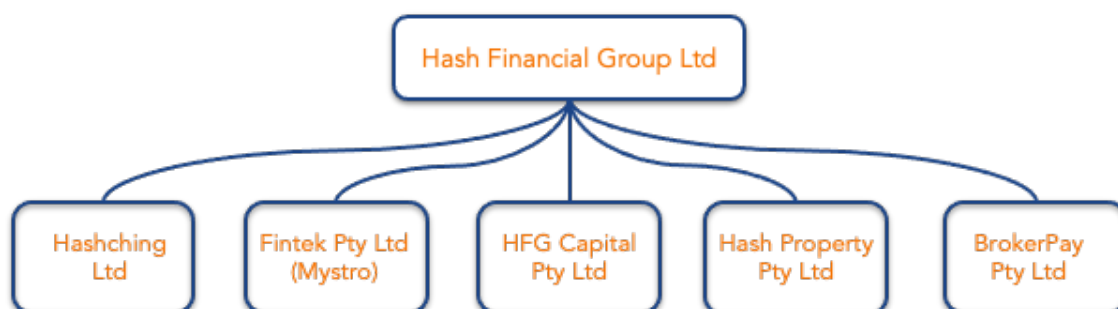 Hash Financial Group Ltd
Hashching
Ltd
Fintek Pty Ltd
(Mystro)
HFG Capital
Pty Ltd
Hash Property
Pty Ltd
BrokerPay
Pty Ltd